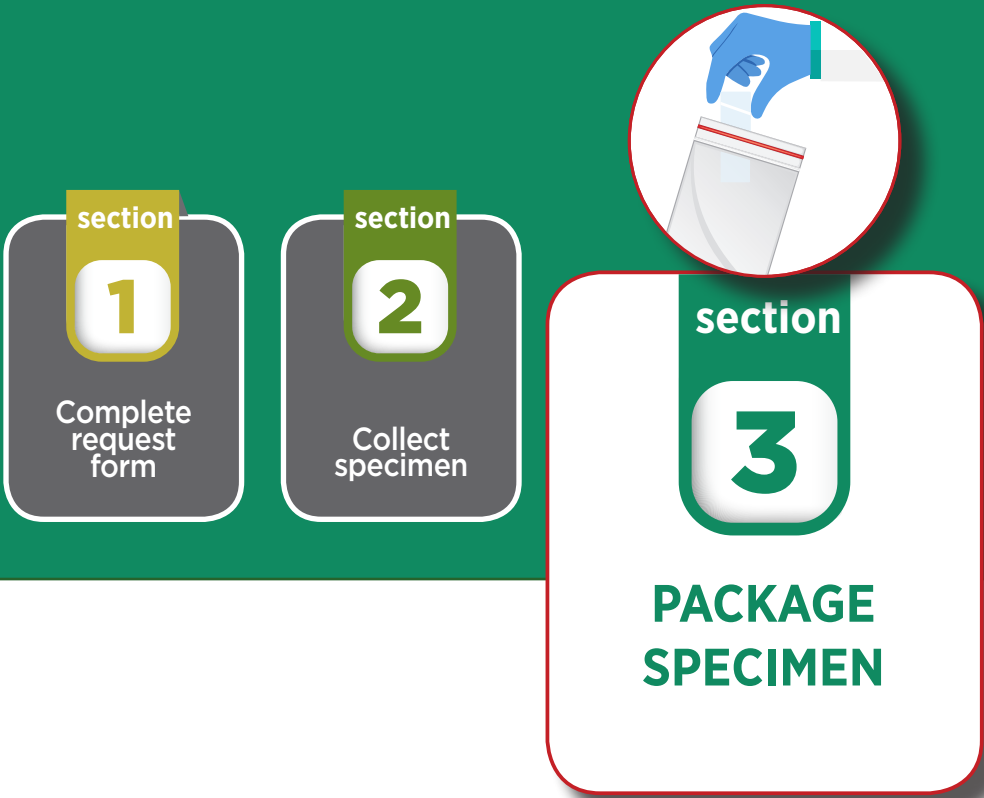 section
1
Complete
request
form
section
2
Collect
specimen
section
3
PACKAGE
SPECIMEN